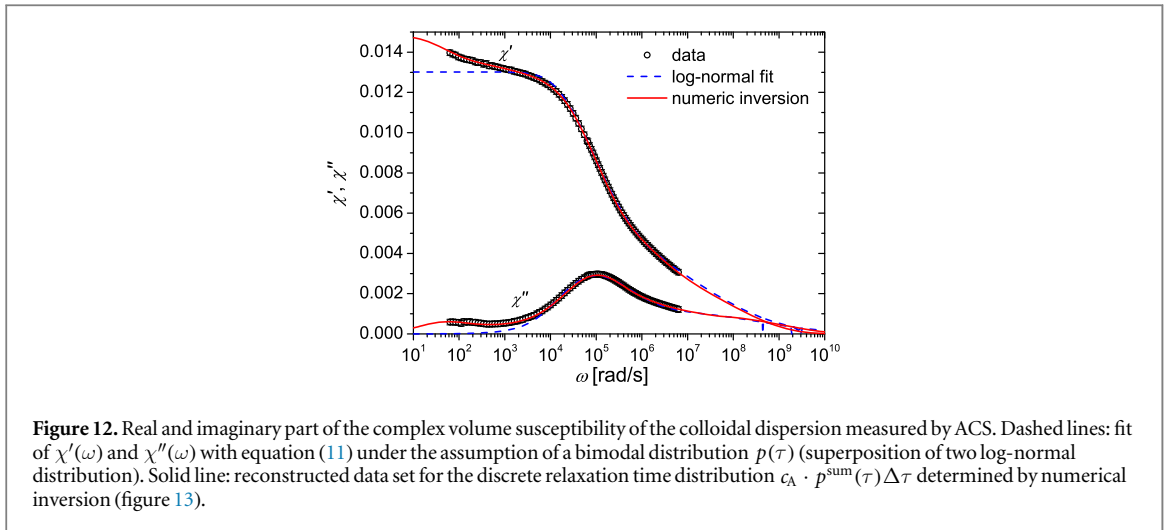 0.014
0.012
0.010
0.008
0.006
0.004
0.002
0.000
χ′, χ″
χ′
χ″
data
log-normal fit
numeric inversion
10¹ 10² 10³ 10⁴ 10⁵ 10⁶ 10⁷ 10⁸ 10⁹ 10¹⁰
ω [rad/s]
Figure 12. Real and imaginary part of the complex volume susceptibility of the colloidal dispersion measured by ACS. Dashed lines: fit
of χ′(ω) and χ″(ω) with equation (11) under the assumption of a bimodal distribution p(τ) (superposition of two log-normal
distribution). Solid line: reconstructed data set for the discrete relaxation time distribution c_A · p^sum(τ)Δτ determined by numerical
inversion (figure 13).